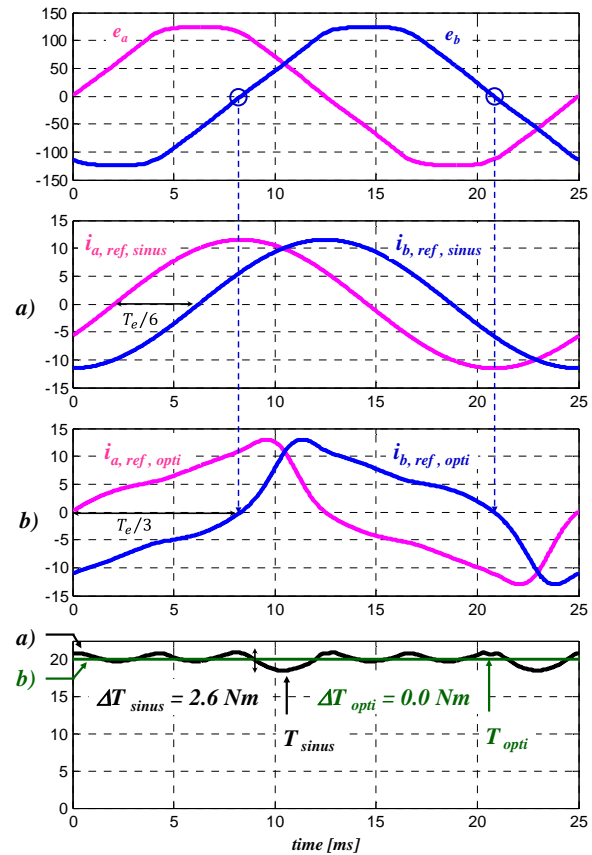 150
100
50
0
-50
-100
-150
e_a
e_b
0 5 10 15 20 25
a)
15
10
5
0
-5
-10
-15
i_a, ref, sinus
i_b, ref, sinus
T_e/6
0 5 10 15 20 25
b)
15
10
5
0
-5
-10
-15
i_a, ref, opti
i_b, ref, opti
T_e/3
0 5 10 15 20 25
a)
b)
20
15
10
5
0
ΔT_sinus = 2.6 Nm
ΔT_opti = 0.0 Nm
T_sinus
T_opti
0 5 10 15 20 25
time [ms]